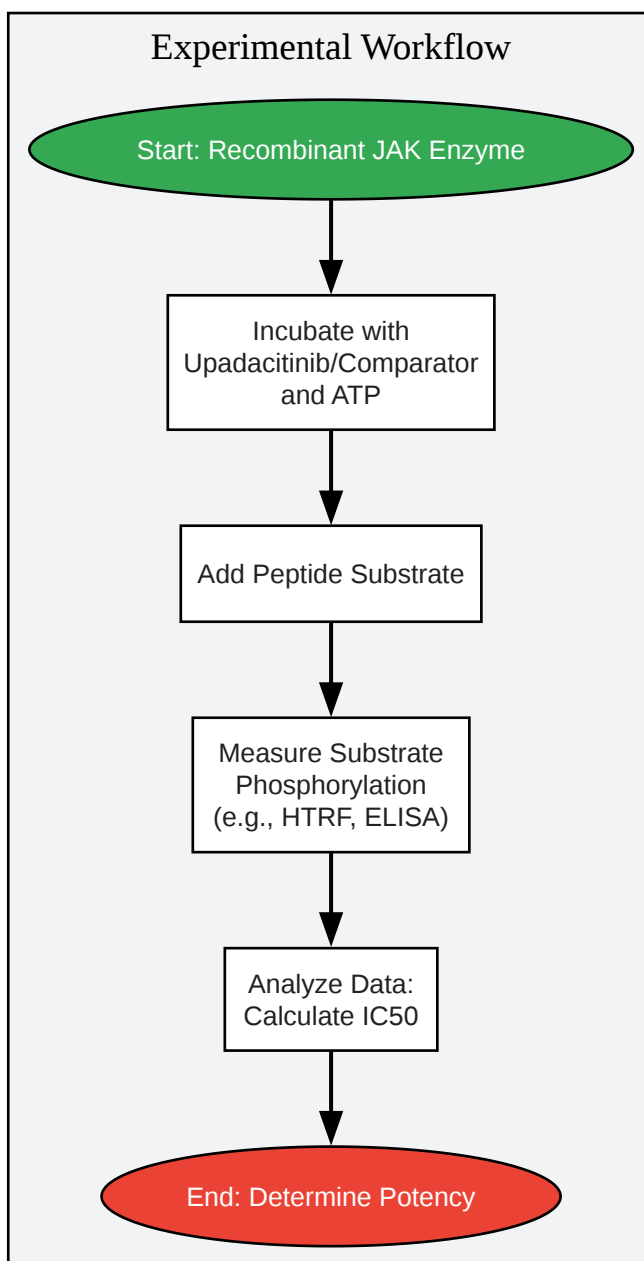 Experimental Workflow
Start: Recombinant JAK Enzyme
Incubate with
Upadacitinib/Comparator
and ATP
Add Peptide Substrate
Measure Substrate
Phosphorylation
(e.g., HTRF, ELISA)
Analyze Data:
Calculate IC50
End: Determine Potency